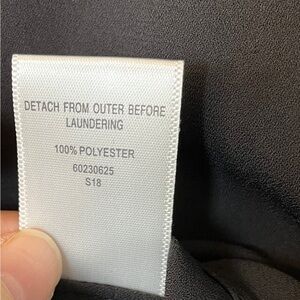 DETACH FROM OUTER BEFORE
LAUNDERING
100% POLYESTER
60230625
S18